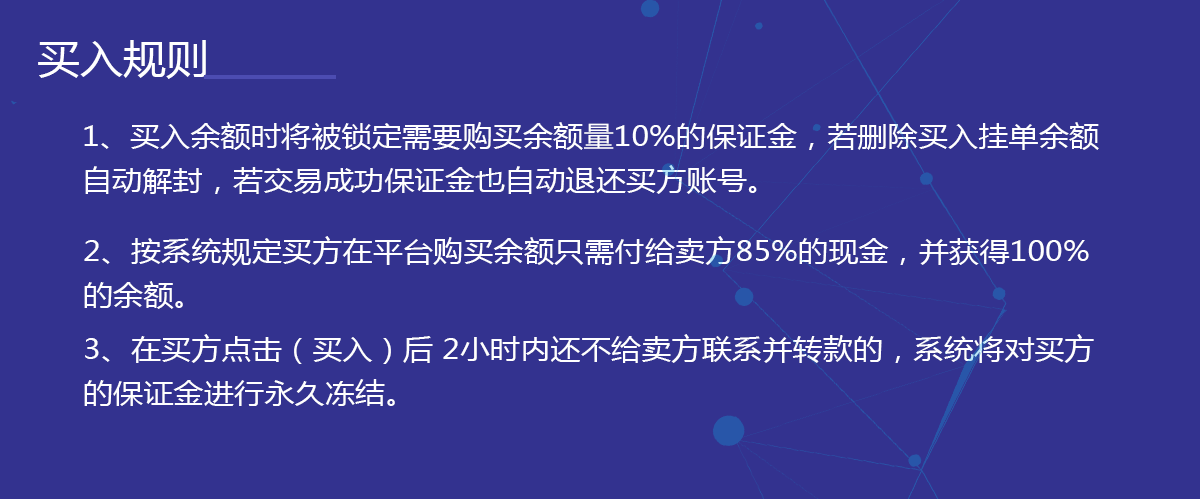 买入规则
1、买入余额时将被锁定需要购买余额量10%的保证金，若删除买入挂单余额
自动解封，若交易成功保证金也自动退还买方账号。
2、按系统规定买方在平台购买余额只需付给卖方85%的现金，并获得100%
的余额。
3、在买方点击（买入）后 2小时内还不给卖方联系并转款的，系统将对买方
的保证金进行永久冻结。